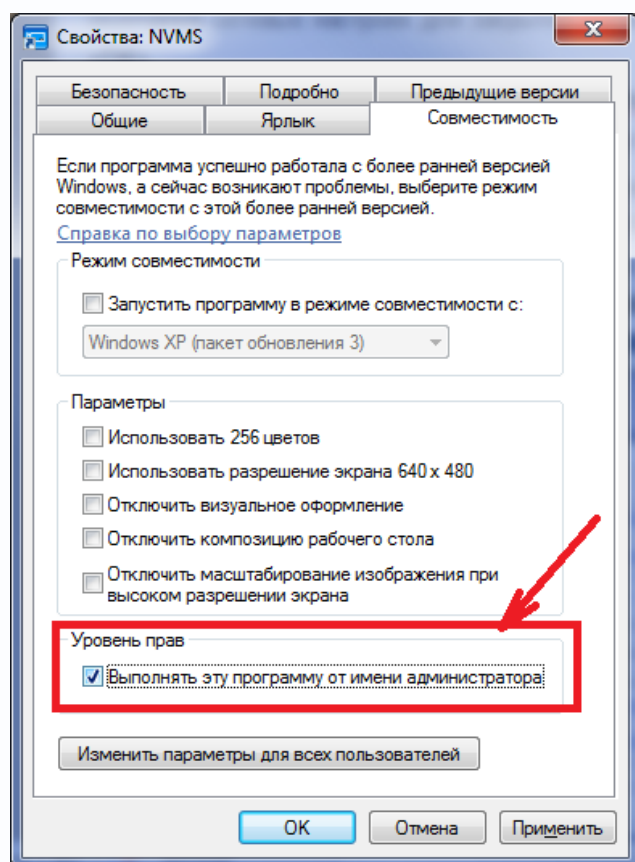 Свойства: NVMS
Безопасность
Подробно
Предыдущие версии
Общие
Ярлык
Совместимость
Если программа успешно работала с более ранней версией
Windows, а сейчас возникают проблемы, выберите режим
совместимости с этой более ранней версией.
Справка по выбору параметров
Режим совместимости
Запустить программу в режиме совместимости с:
Windows XP (пакет обновления 3)
Параметры
Использовать 256 цветов
Использовать разрешение экрана 640 x 480
Отключить визуальное оформление
Отключить композицию рабочего стола
Отключить масштабирование изображения при
высоком разрешении экрана
Уровень прав
Выполнять эту программу от имени администратора
Изменить параметры для всех пользователей
OK
Отмена
Применить